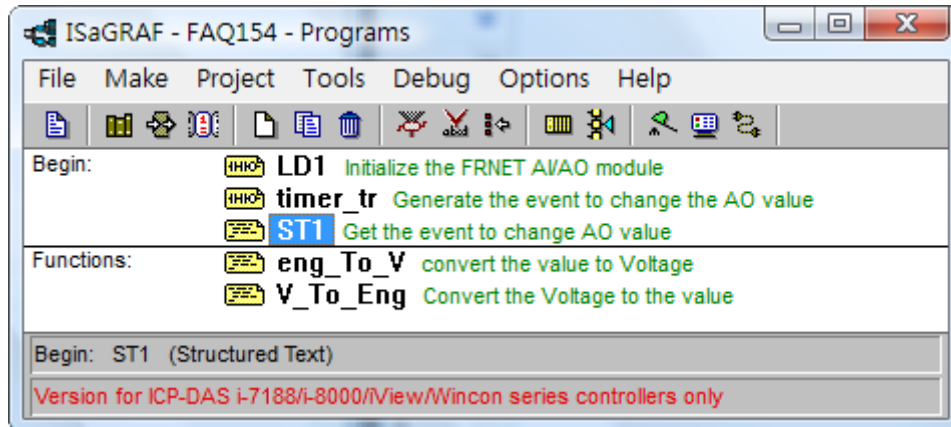 ISaGRAF - FAQ154 - Programs
File Make Project Tools Debug Options Help
Begin: LD1 Initialize the FRNET AI/AO module
timer_tr Generate the event to change the AO value
ST1 Get the event to change AO value
Functions: eng_To_V convert the value to Voltage
V_To_Eng Convert the Voltage to the value
Begin: ST1 (Structured Text)
Version for ICP-DAS i-7188/i-8000/iView/Wincon series controllers only